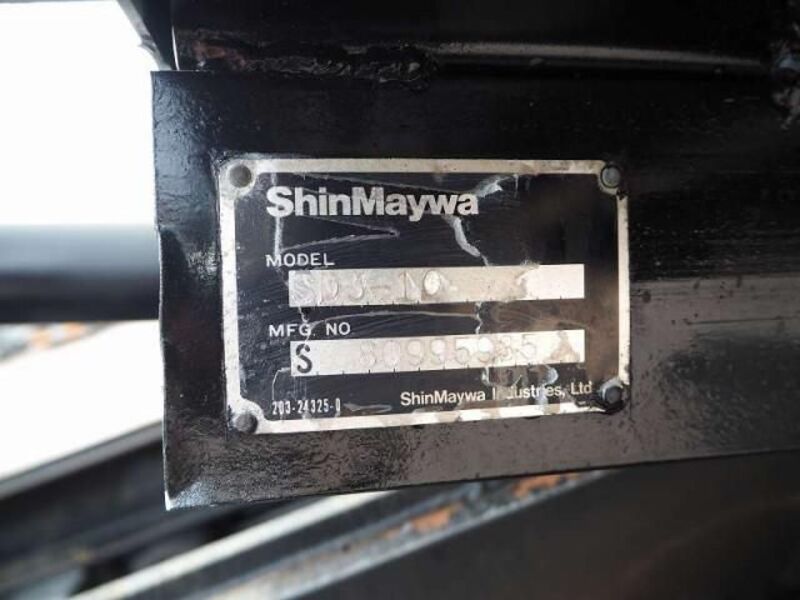 ShinMaywa
MODEL
MFG. NO
S
203-24325-0
ShinMaywa Industries, Ltd